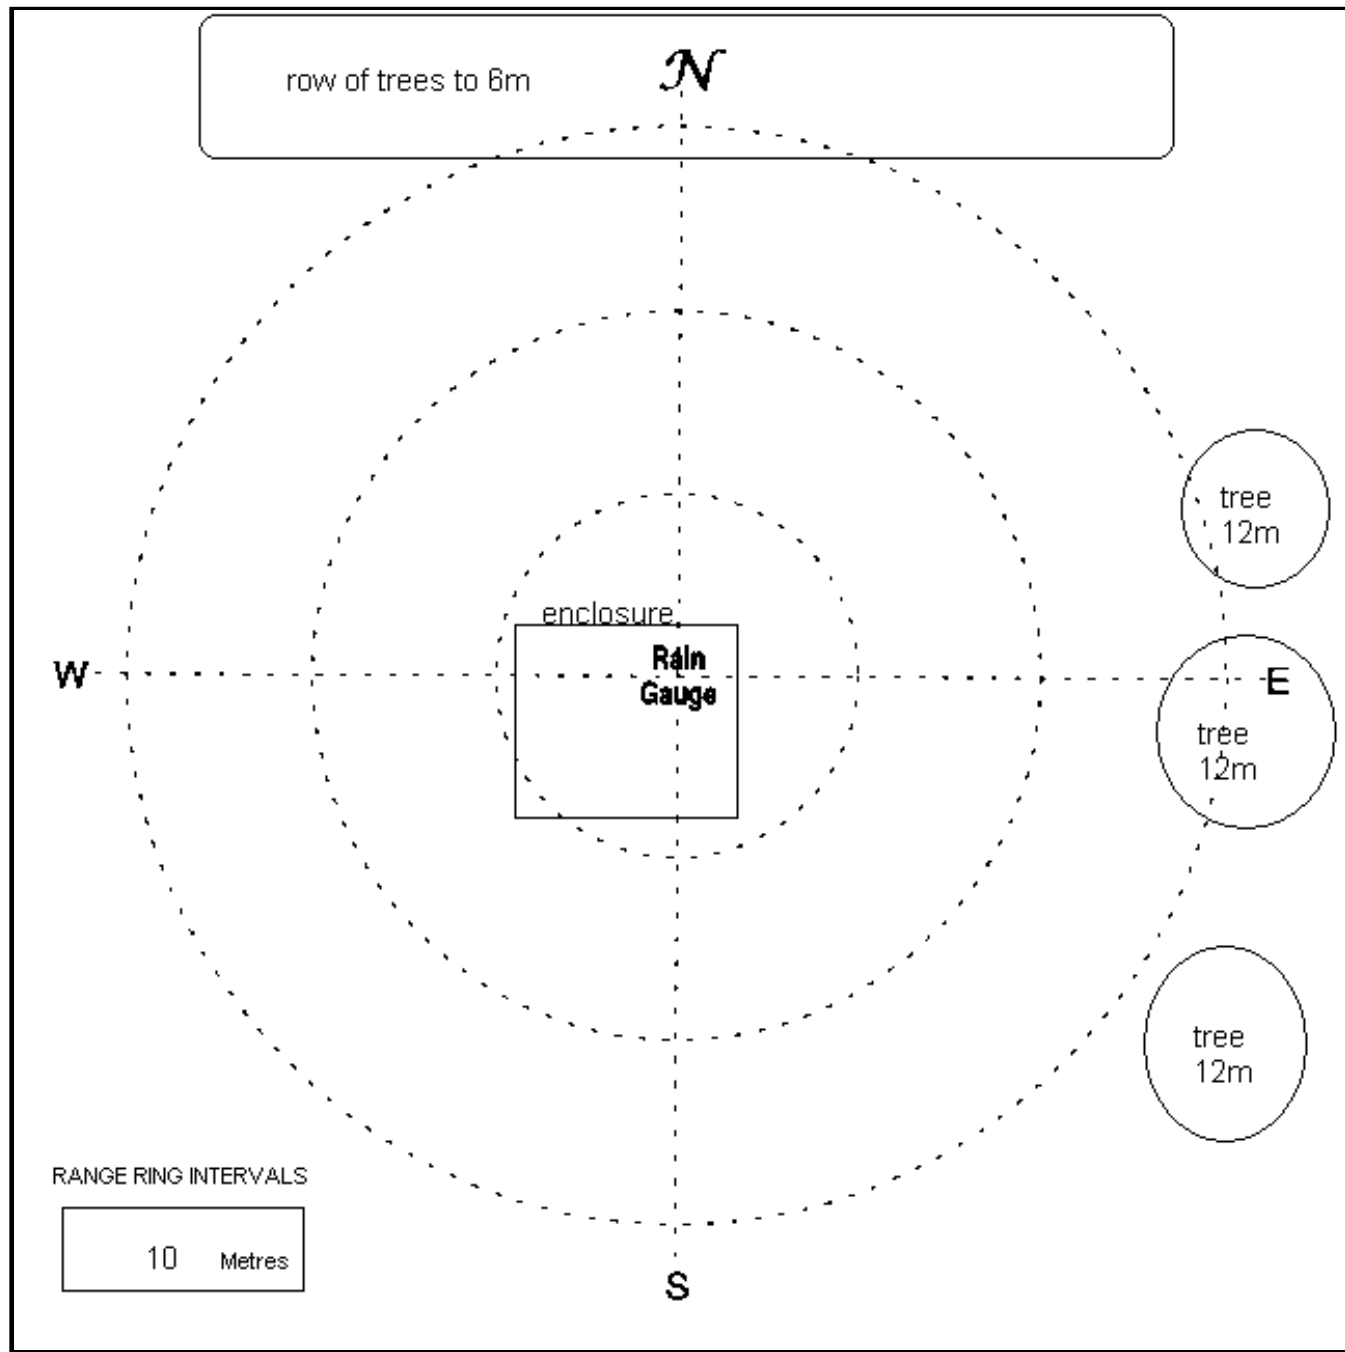 row of trees to 6m
N
tree
12m
enclosure
Rain
Gauge
W
E
tree
12m
tree
12m
RANGE RING INTERVALS
10 Metres
S